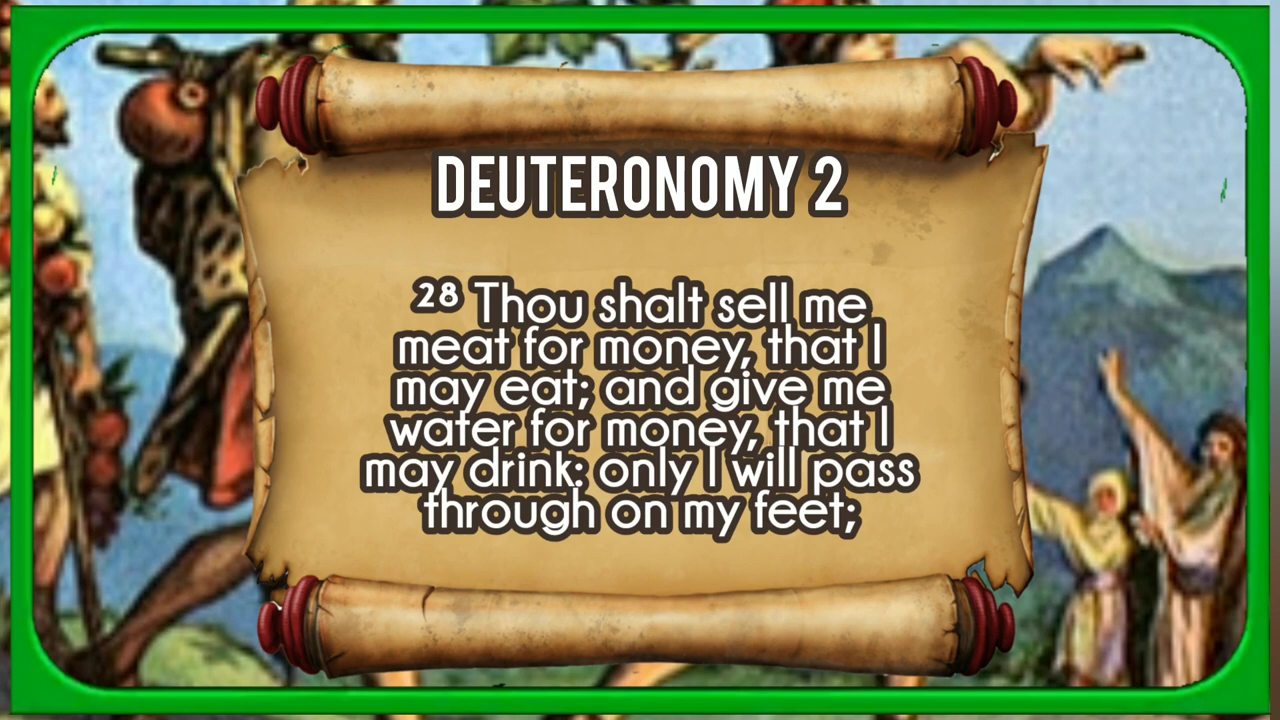 DEUTERONOMY 2
28 Thou shalt sell me
meat for money, that I
may eat; and give me
water for money, that I
may drink: only I will pass
through on my feet;